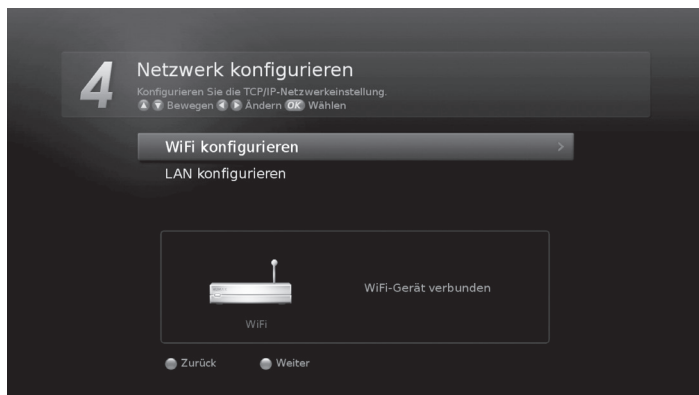 4
Netzwerk konfigurieren
Konfigurieren Sie die TCP/IP-Netzwerkeinstellung.
Bewegen Ändern OK Wählen
WiFi konfigurieren
LAN konfigurieren
WiFi-Gerät verbunden
WiFi
Zurück Weiter